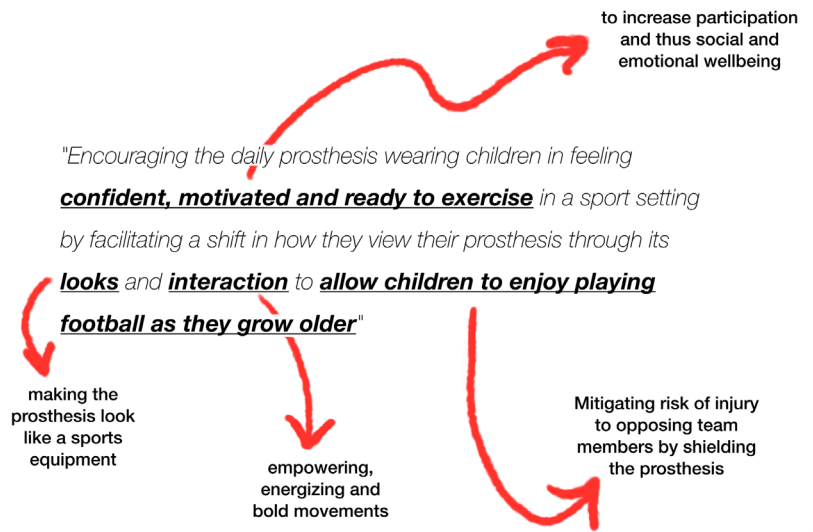 to increase participation
and thus social and
emotional wellbeing
"Encouraging the daily prosthesis wearing children in feeling
confident, motivated and ready to exercise in a sport setting
by facilitating a shift in how they view their prosthesis through its
looks and interaction to allow children to enjoy playing
football as they grow older"
making the
prosthesis look
like a sports
equipment
empowering,
energizing and
bold movements
Mitigating risk of injury
to opposing team
members by shielding
the prosthesis